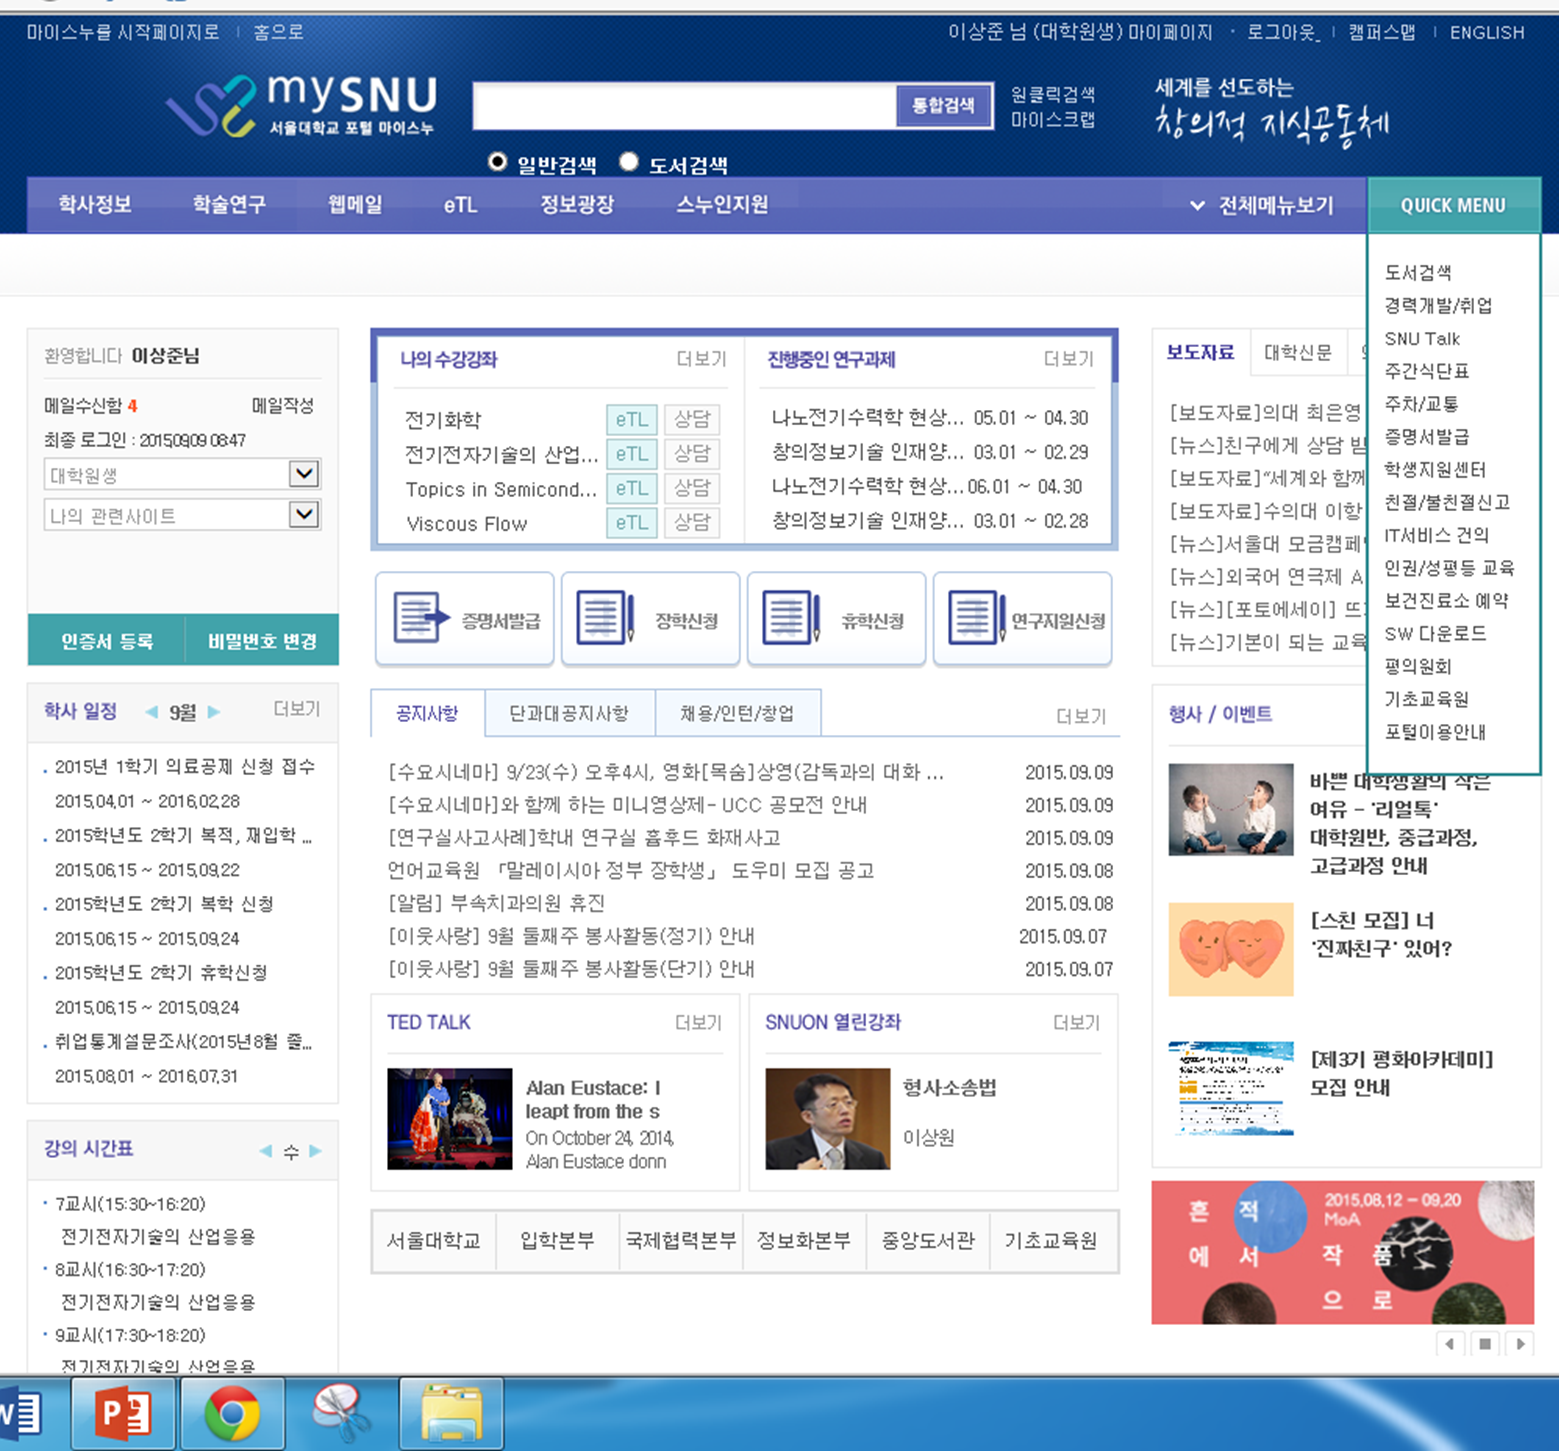 마이스누를 시작페이지로 | 홈으로
이상준 님 (대학원생) 마이페이지 · 로그아웃 | 캠퍼스맵 | ENGLISH
mySNU
서울대학교 포털 마이스누
통합검색
원클릭검색
마이스크랩
세계를 선도하는
창의적 지식공동체
일반검색 도서검색
학사정보 학술연구 웹메일 eTL 정보광장 스누인지원 전체메뉴보기 QUICK MENU
도서검색
경력개발/취업
SNU Talk
주간식단표
주차/교통
증명서발급
학생지원센터
친절/불친절신고
IT서비스 건의
인권/성평등 교육
보건진료소 예약
SW 다운로드
평의원회
기초교육원
포털이용안내
환영합니다 이상준님
메일수신함 4 메일작성
최종 로그인 : 2015.09.09 08:47
대학원생
나의 관련사이트
인증서 등록 비밀번호 변경
나의 수강강좌 더보기
전기화학 eTL 상담
전기전자기술의 산업... eTL 상담
Topics in Semicond... eTL 상담
Viscous Flow eTL 상담
진행중인 연구과제 더보기
나노전기수력학 현상... 05.01 ~ 04.30
창의정보기술 인재양... 03.01 ~ 02.29
나노전기수력학 현상... 06.01 ~ 04.30
창의정보기술 인재양... 03.01 ~ 02.28
보도자료 대학신문
[보도자료]의대 최은영
[뉴스]친구에게 상담 받
[보도자료]“세계와 함께
[보도자료]수의대 이항
[뉴스]서울대 모금캠페
[뉴스]외국어 연극제 A
[뉴스][포토에세이] 뜨
[뉴스]기본이 되는 교육
증명서발급 장학신청 휴학신청 연구지원신청
학사 일정 9월 더보기
2015년 1학기 의료공제 신청 접수
2015.04.01 ~ 2016.02.28
2015학년도 2학기 복적, 재입학 ...
2015.06.15 ~ 2015.09.22
2015학년도 2학기 복학 신청
2015.06.15 ~ 2015.09.24
2015학년도 2학기 휴학신청
2015.06.15 ~ 2015.09.24
취업통계설문조사(2015년8월 졸...
2015.08.01 ~ 2016.07.31
공지사항 단과대공지사항 채용/인턴/창업 더보기
[수요시네마] 9/23(수) 오후4시, 영화[목숨]상영(감독과의 대화 ... 2015.09.09
[수요시네마]와 함께 하는 미니영상제- UCC 공모전 안내 2015.09.09
[연구실사고사례]학내 연구실 흄후드 화재사고 2015.09.09
언어교육원 「말레이시아 정부 장학생」 도우미 모집 공고 2015.09.08
[알림] 부속치과의원 휴진 2015.09.08
[이웃사랑] 9월 둘째주 봉사활동(정기) 안내 2015.09.07
[이웃사랑] 9월 둘째주 봉사활동(단기) 안내 2015.09.07
행사 / 이벤트
바쁜 대학생활의 작은
여유 - '리얼톡'
대학원반, 중급과정,
고급과정 안내
[스친 모집] 너
'진짜친구' 있어?
[제3기 평화아카데미]
모집 안내
TED TALK 더보기
Alan Eustace: I
leapt from the s
On October 24, 2014,
Alan Eustace donn
SNUON 열린강좌 더보기
형사소송법
이상원
강의 시간표 수
7교시(15:30~16:20)
전기전자기술의 산업응용
8교시(16:30~17:20)
전기전자기술의 산업응용
9교시(17:30~18:20)
전기전자기술의 산업응용
서울대학교 입학본부 국제협력본부 정보화본부 중앙도서관 기초교육원
흔적
에서 작품
으로
2015.08.12 - 09.20
MoA